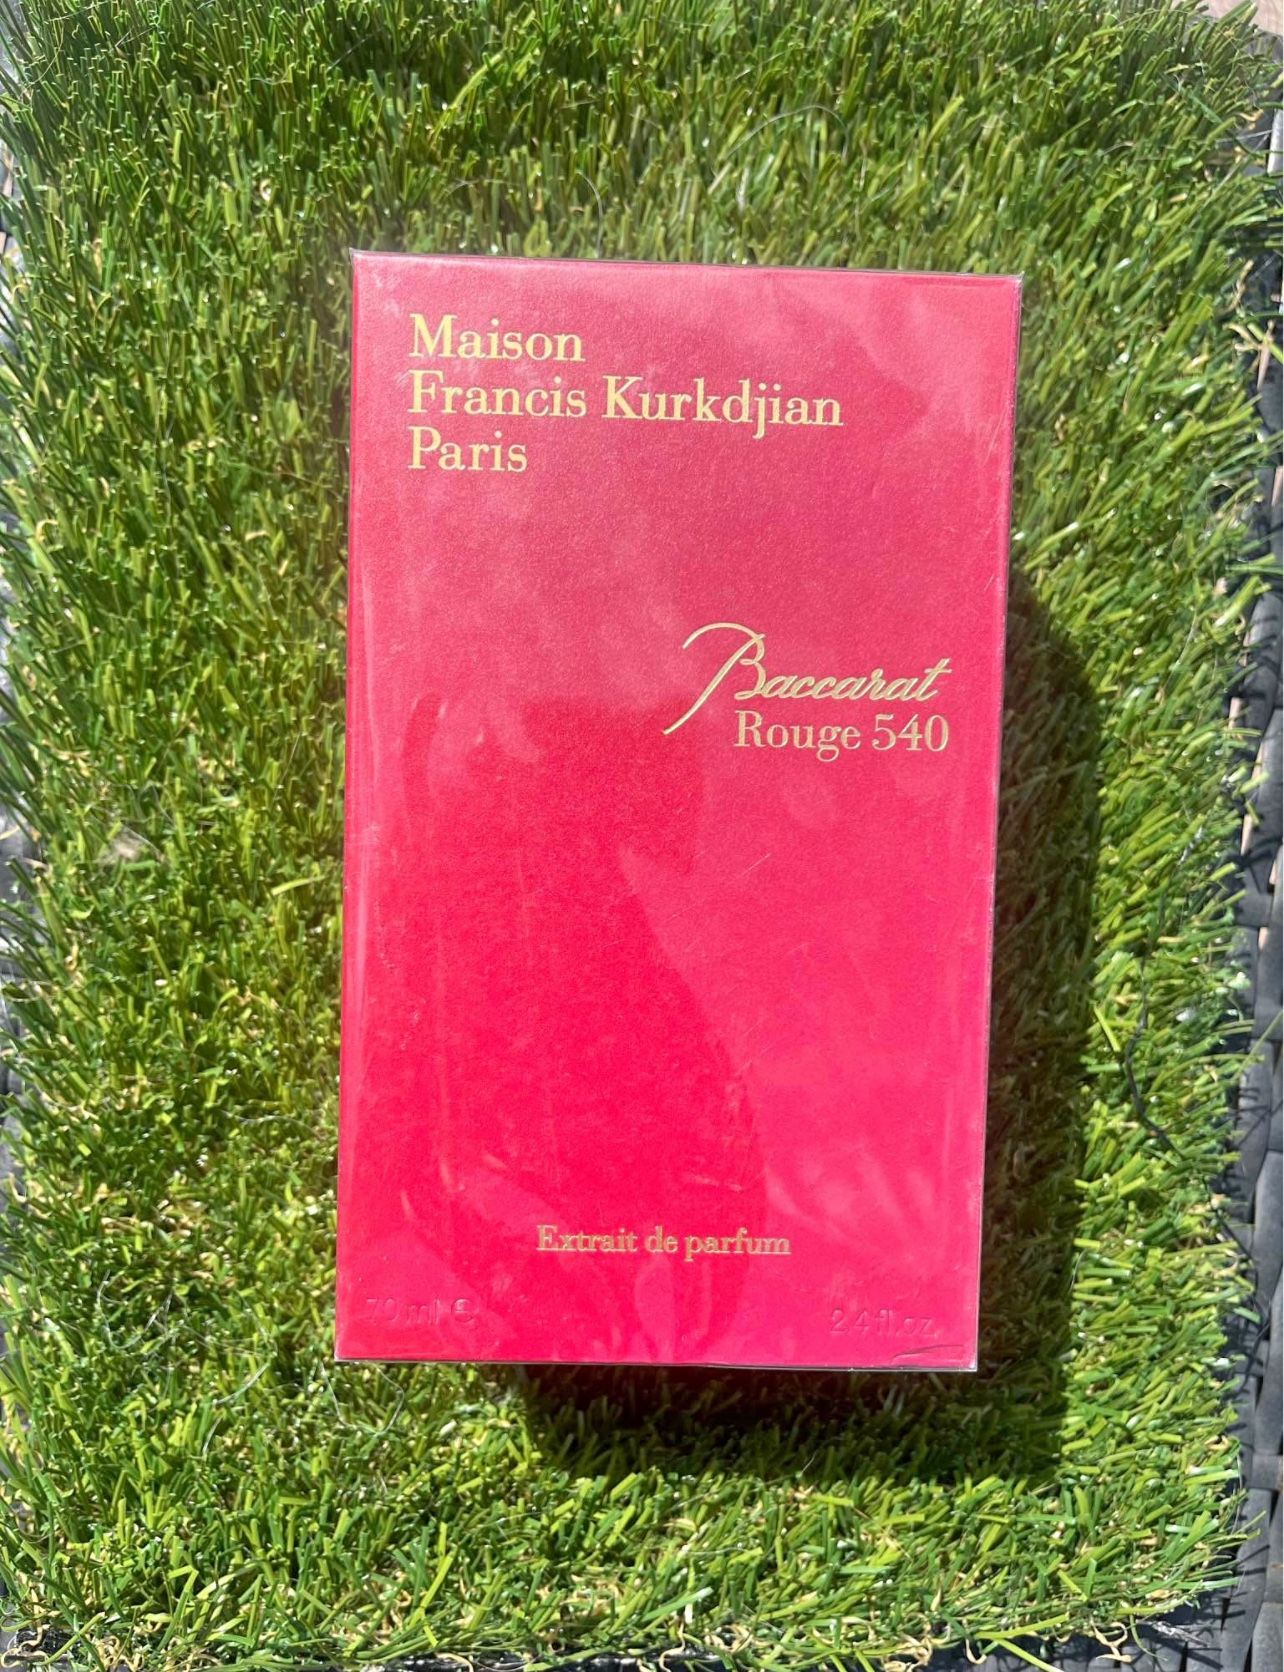 Maison
Francis Kurkdjian
Paris
Baccarat
Rouge 540
Extrait de parfum
70 ml ℮
2.4 fl.oz.